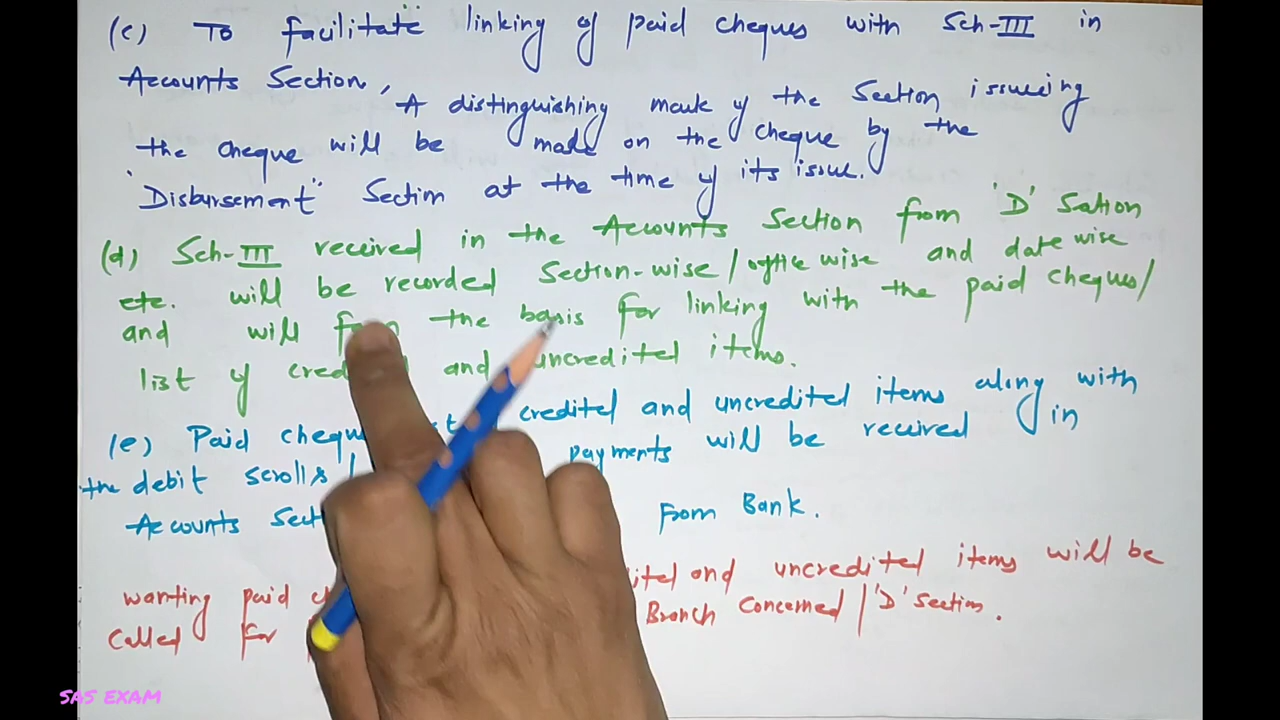 (c) To facilitate linking of paid cheques with Sch-III in
Accounts Section, A distinguishing mark of the Section issueing
the cheque will be made on the cheque by the
"Disbursement" Section at the time of its issue.
(d) Sch-III received in the Accounts Section from 'D' Sation
etc. will be recorded Section-wise/office wise and date wise
and will the basis for linking with the paid cheques/
list of and uncredited items.
(e) Paid credited and uncredited items along with
the debit scrolls payments will be received in
Accounts From Bank.
wanting paid and uncredited items will be
Called for Branch Concerned/'D' Section.
SAS EXAM